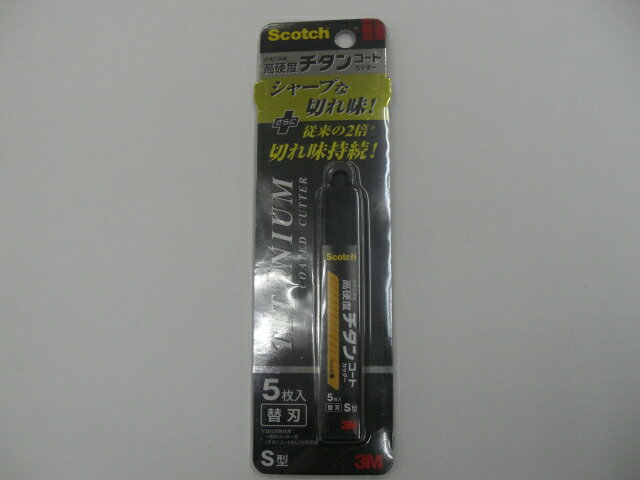 Scotch
高硬度チタンコート
カッター
シャープな
切れ味!
さらに
従来の2倍※
切れ味持続!
TITANIUM
COATED CUTTER
Scotch
高硬度チタンコート
カッター
5枚入
替刃 S型
3M
5枚入
替刃
S型
3M